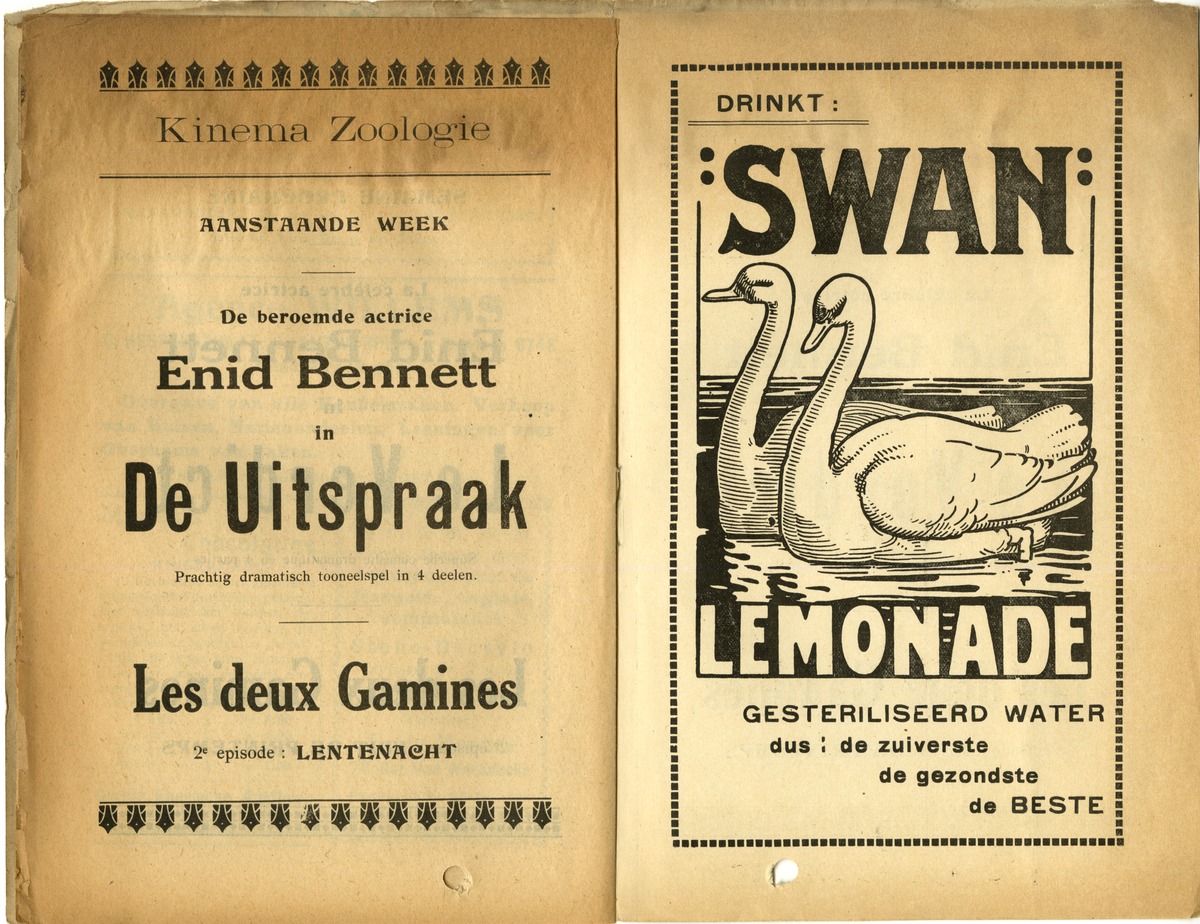 Kinema Zoologie
AANSTAANDE WEEK
De beroemde actrice
Enid Bennett
in
De Uitspraak
Prachtig dramatisch tooneelspel in 4 deelen.
Les deux Gamines
2e episode : LENTENACHT
DRINKT :
:SWAN:
LEMONADE
GESTERILISEERD WATER
dus : de zuiverste
de gezondste
de BESTE